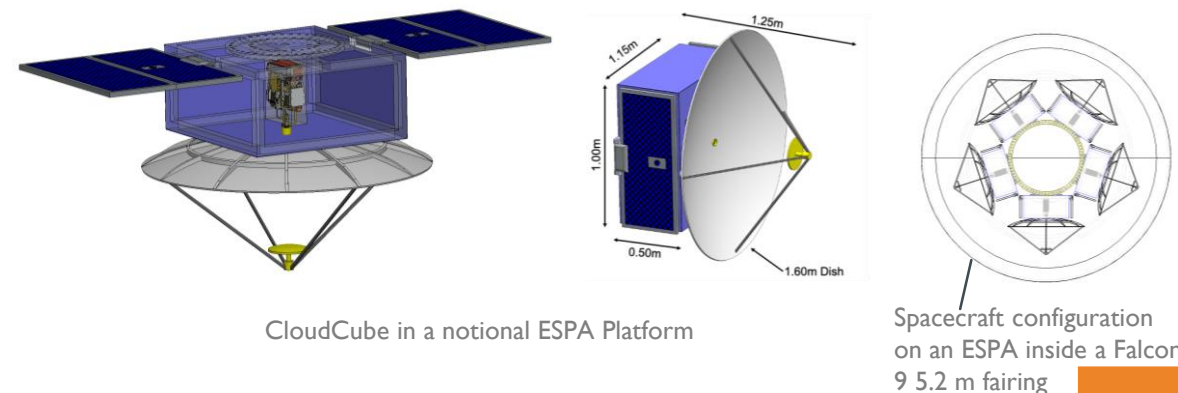 1.25m
1.15m
1.00m
0.50m
1.60m Dish
CloudCube in a notional ESPA Platform
Spacecraft configuration
on an ESPA inside a Falcon
9 5.2 m fairing